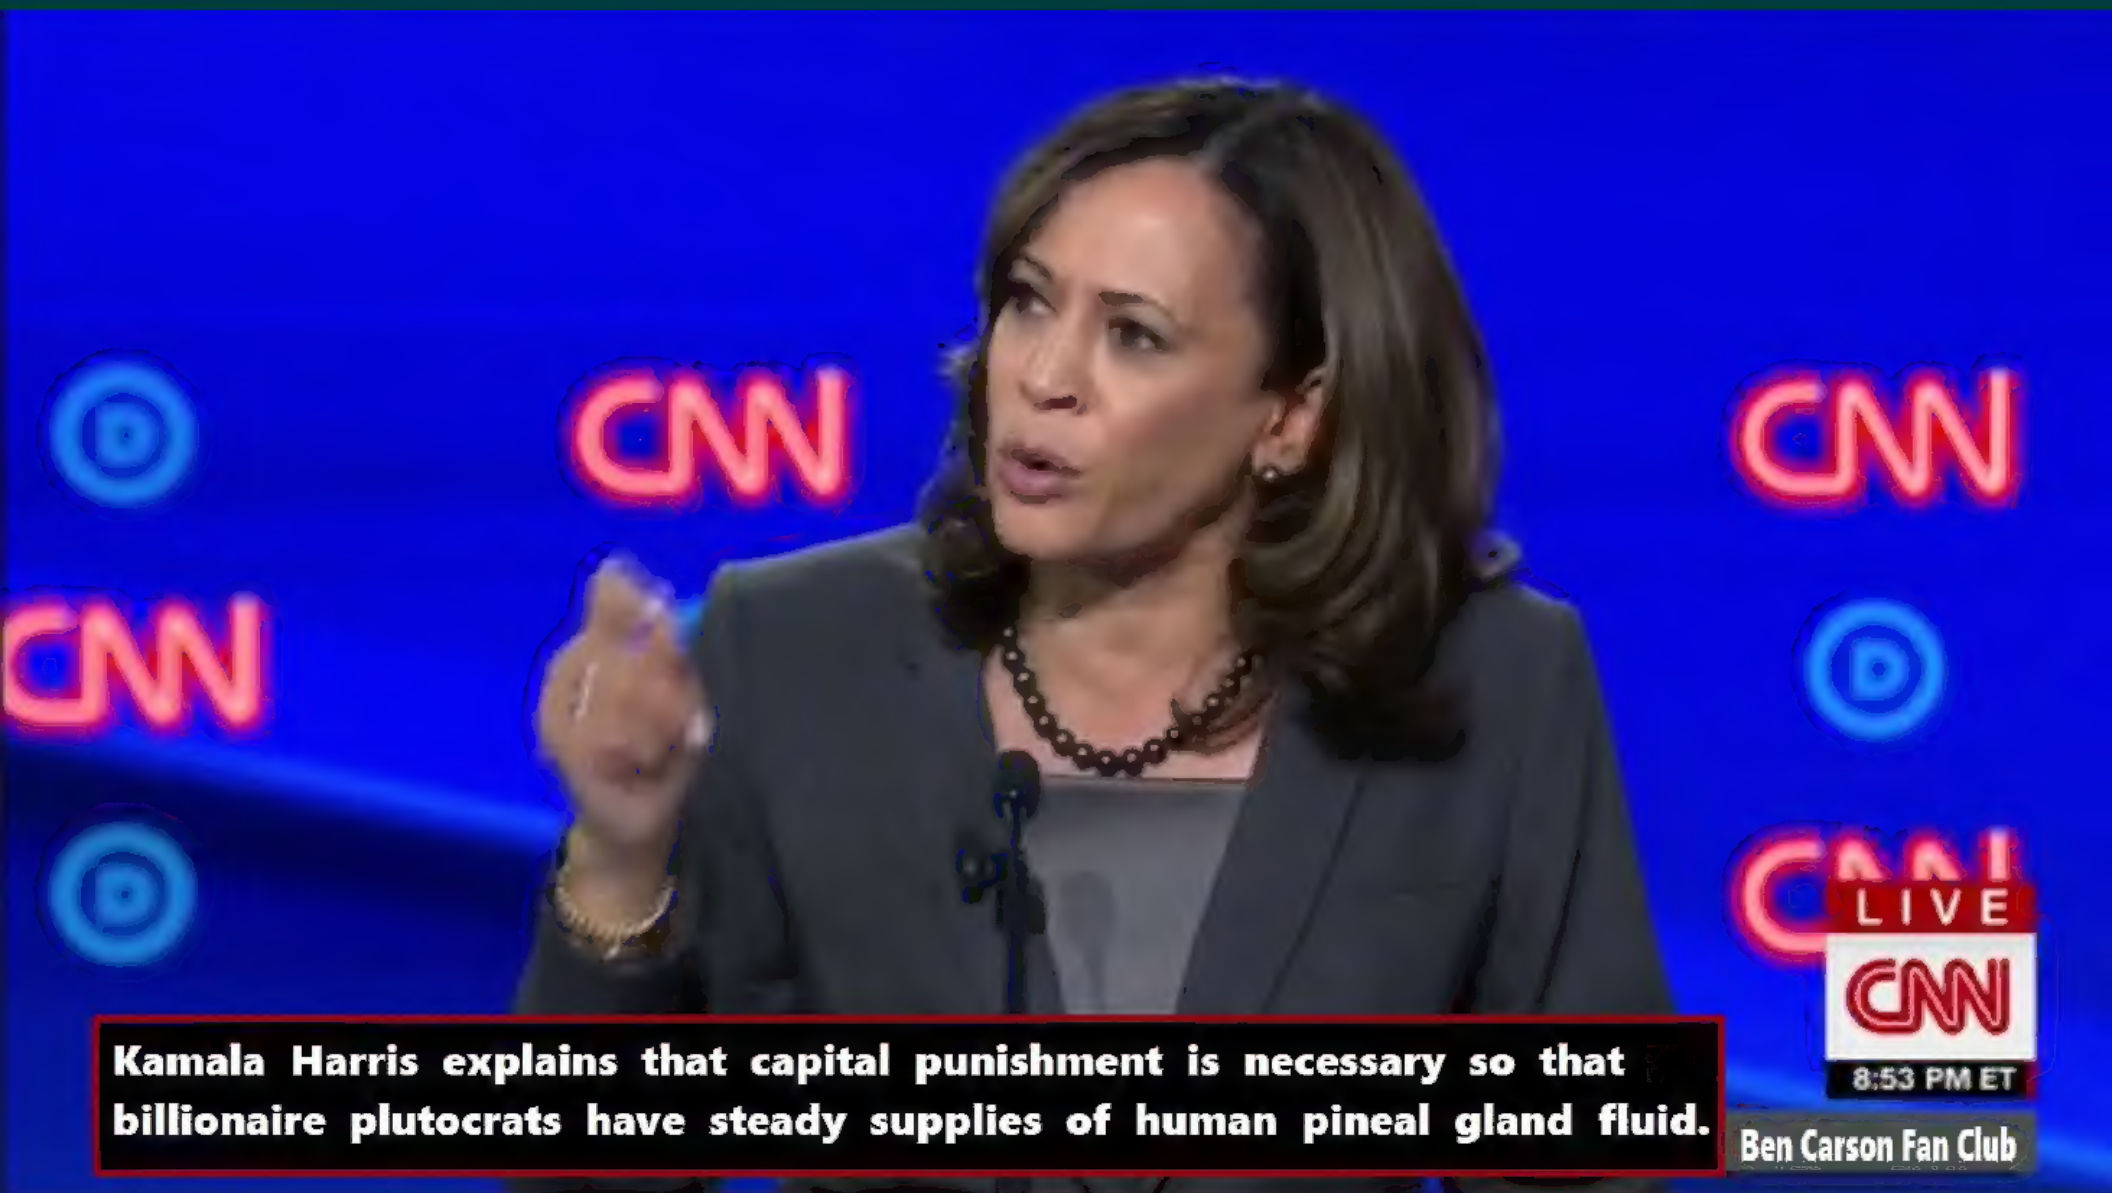 CNN
CNN
CNN
CNN
D
D
D
LIVE
CNN
8:53 PM ET
Kamala Harris explains that capital punishment is necessary so that
billionaire plutocrats have steady supplies of human pineal gland fluid.
Ben Carson Fan Club